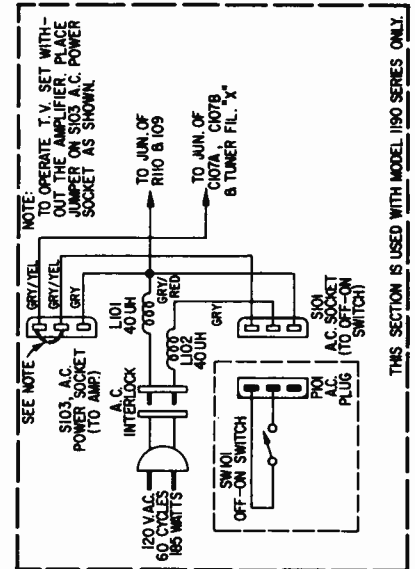 NOTE:
TO OPERATE T.V. SET WITH-
OUT THE AMPLIFIER, PLACE
JUMPER ON S103 A.C. POWER
SOCKET AS SHOWN.
TO JUN. OF
R110 & 109
TO JUN. OF
C107A, C107B
& TUNER FIL. "X"
GRY/YEL
GRY/YEL
GRY
SEE NOTE
S103, A.C.
POWER SOCKET
(TO AMP.)
L101
40 UH
GRY/
RED
L102
40 UH
GRY
S101
A.C. SOCKET
(TO OFF-ON
SWITCH)
A.C.
INTERLOCK
120 V.A.C.
60 CYCLES
185 WATTS
SW101
OFF-ON SWITCH
P101
A.C.
PLUG
THIS SECTION IS USED WITH MODEL 1190 SERIES ONLY.